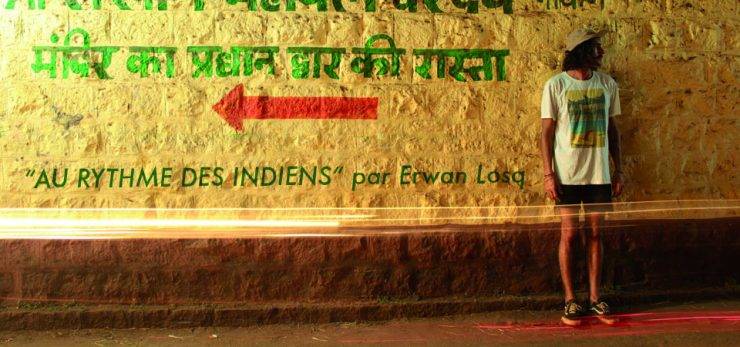 मंदिर का प्रधान द्वार की रास्ता
"AU RYTHME DES INDIENS" par Erwan Losq